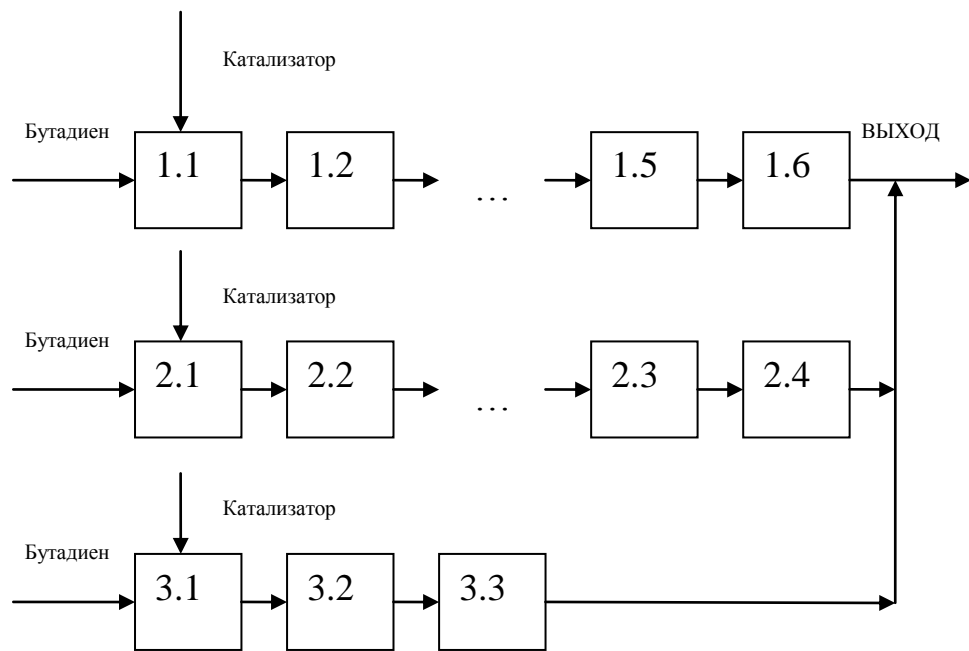 Катализатор
Бутадиен
ВЫХОД
1.1
1.2
...
1.5
1.6
Катализатор
Бутадиен
2.1
2.2
...
2.3
2.4
Катализатор
Бутадиен
3.1
3.2
3.3